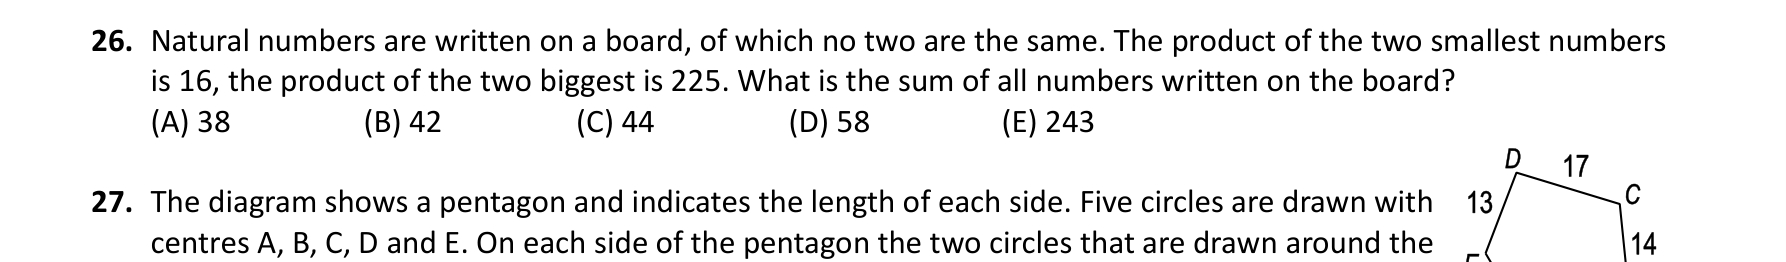 26. Natural numbers are written on a board, of which no two are the same. The product of the two smallest numbers
is 16, the product of the two biggest is 225. What is the sum of all numbers written on the board?
(A) 38 (B) 42 (C) 44 (D) 58 (E) 243
D 17
27. The diagram shows a pentagon and indicates the length of each side. Five circles are drawn with 13 C
centres A, B, C, D and E. On each side of the pentagon the two circles that are drawn around the 14